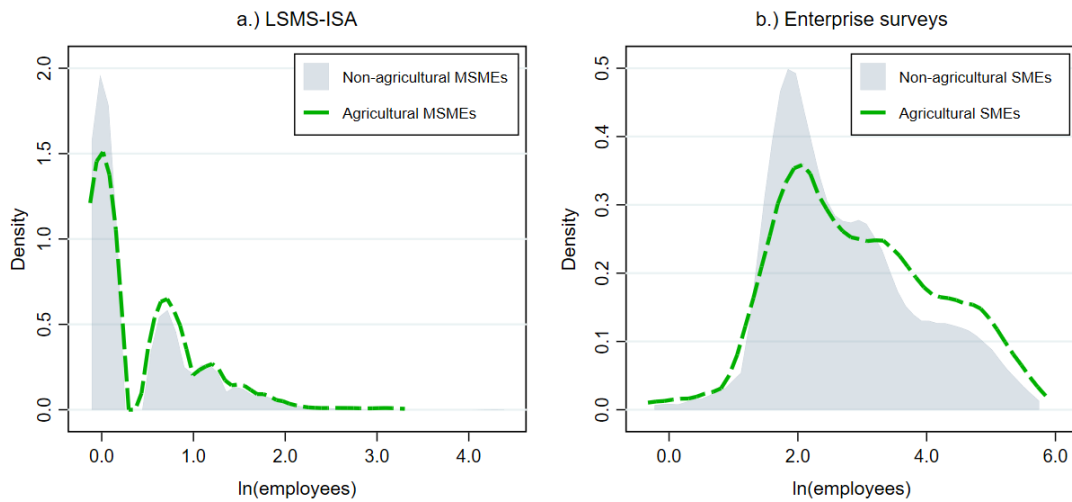 a.) LSMS-ISA
Non-agricultural MSMEs
Agricultural MSMEs
Density
2.0
1.5
1.0
0.5
0.0
0.0 1.0 2.0 3.0 4.0
ln(employees)
b.) Enterprise surveys
Non-agricultural SMEs
Agricultural SMEs
Density
0.5
0.4
0.3
0.2
0.1
0.0
0.0 2.0 4.0 6.0
ln(employees)